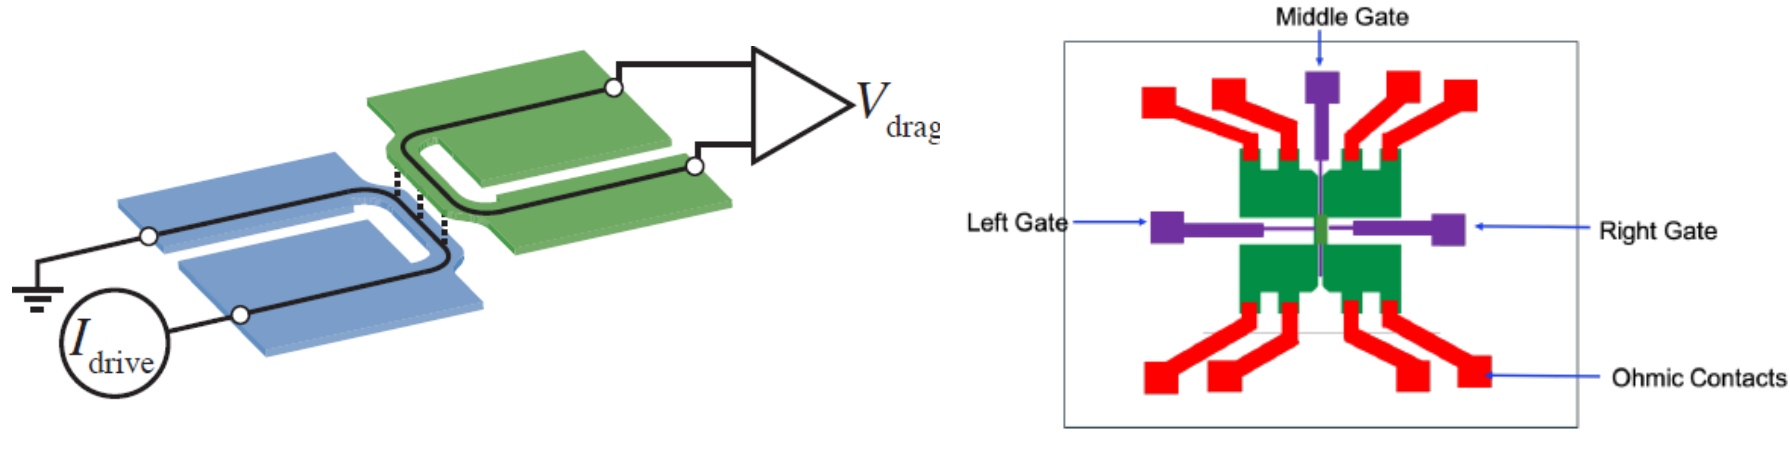 V drag
I drive
Middle Gate
Left Gate
Right Gate
Ohmic Contacts